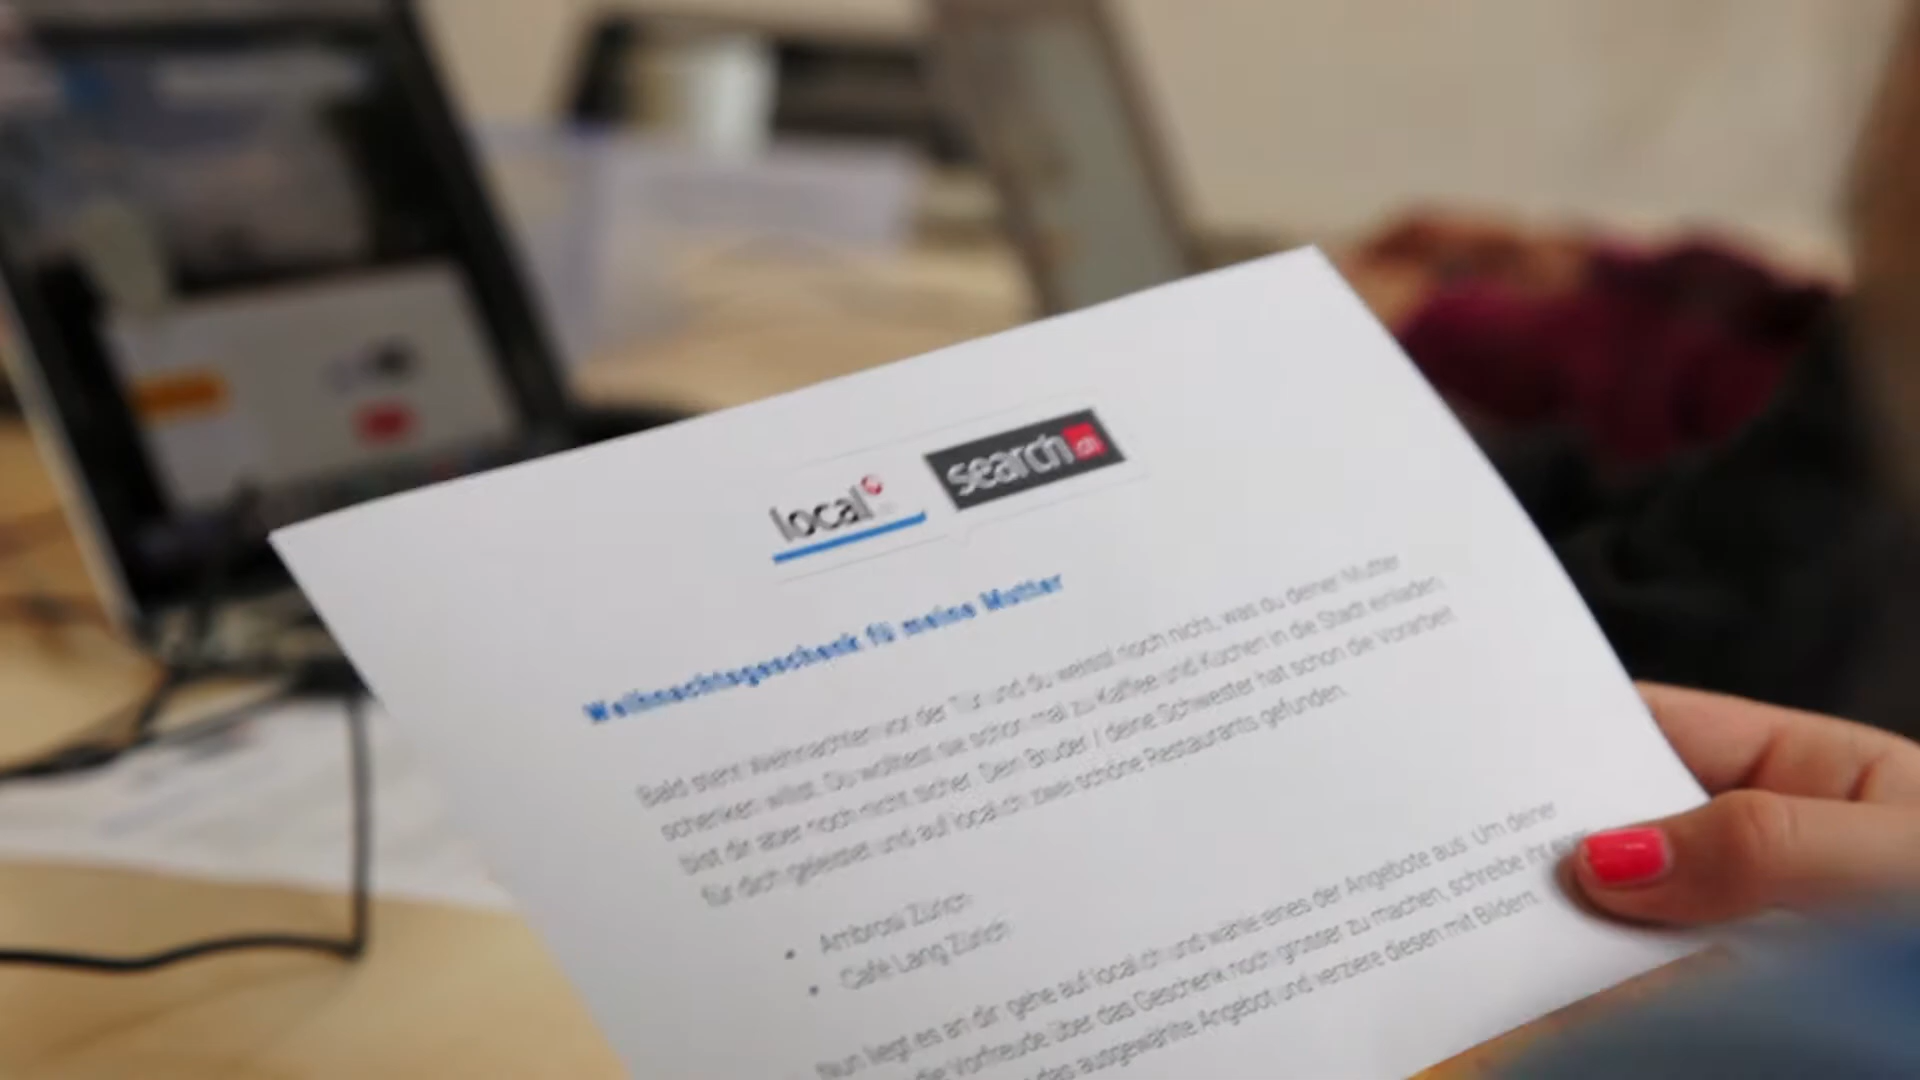 local
search.ch
Weihnachtsgeschenk fü meine Mutter
Bald steht Weihnachten vor der Tür und du weisst noch nicht, was du deiner Mutter
schenken willst. Du wolltest sie schon mal zu Kaffee und Kuchen in die Stadt einladen,
bist dir aber noch nicht sicher. Dein Bruder / deine Schwester hat schon die Vorarbeit
für dich geleistet und auf local.ch zwei schöne Restaurants gefunden.
• Ambrosi Zürich
• Café Lang Zürich
Nun liegt es an dir: gehe auf local.ch und wähle eines der Angebote aus. Um deiner
die Vorfreude über das Geschenk noch grösser zu machen, schreibe ihr einen
das ausgewählte Angebot und verziere diesen mit Bildern.